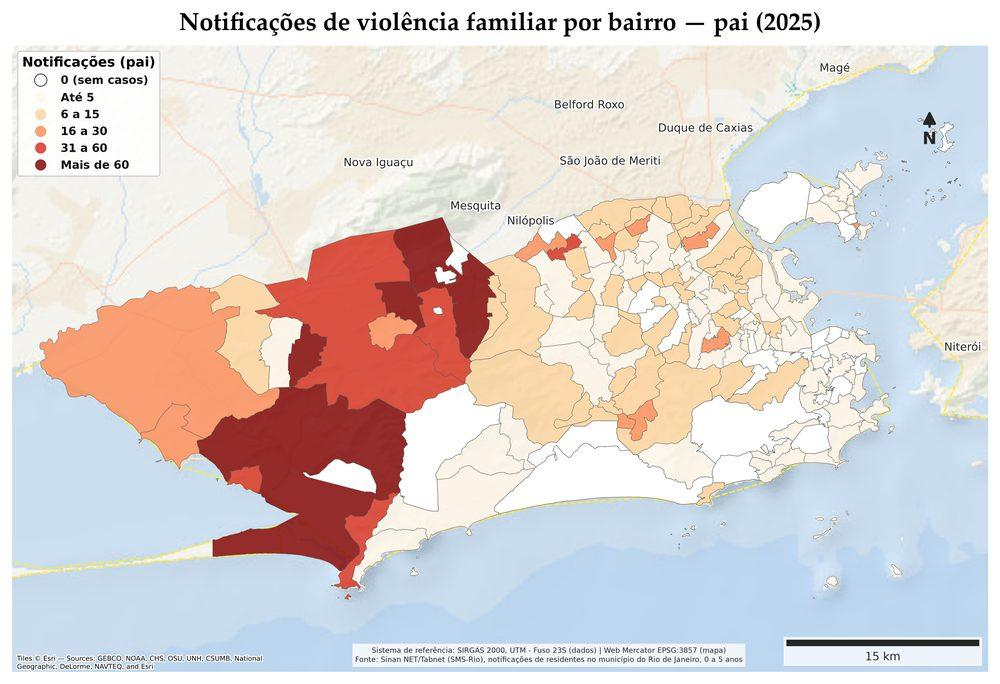 Notificações de violência familiar por bairro — pai (2025)
Notificações (pai)
0 (sem casos)
Até 5
6 a 15
16 a 30
31 a 60
Mais de 60
Magé
Belford Roxo
Duque de Caxias
N
Nova Iguaçu
São João de Meriti
Mesquita
Nilópolis
Niterói
Tiles © Esri — Sources: GEBCO, NOAA, CHS, OSU, UNH, CSUMB, National
Geographic, DeLorme, NAVTEQ, and Esri
Sistema de referência: SIRGAS 2000, UTM - Fuso 23S (dados) | Web Mercator EPSG:3857 (mapa)
Fonte: Sinan NET/Tabnet (SMS-Rio), notificações de residentes no município do Rio de Janeiro, 0 a 5 anos
15 km